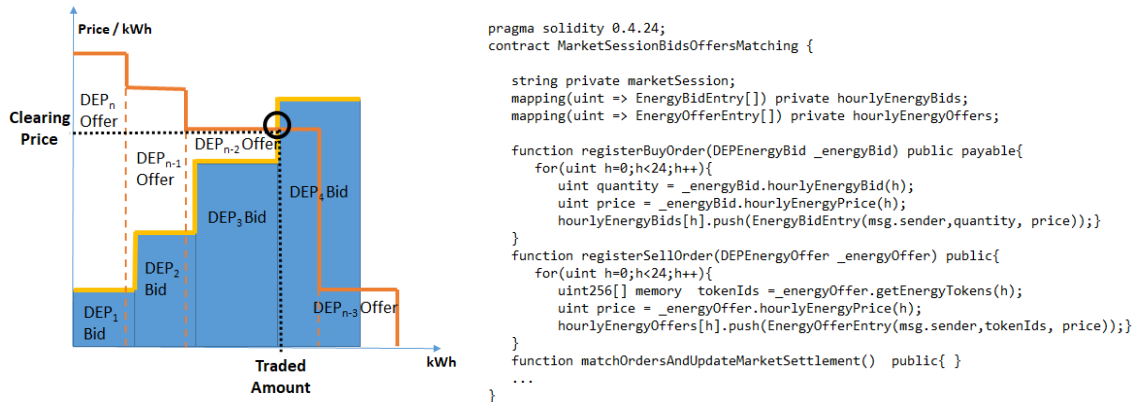 Price / kWh
DEPn
Offer
Clearing
Price
DEPn-1
Offer
DEPn-2 Offer
DEP4 Bid
DEP3 Bid
DEP2
Bid
DEP1
Bid
DEPn-3 Offer
Traded
Amount
kWh
pragma solidity 0.4.24;
contract MarketSessionBidsOffersMatching {
string private marketSession;
mapping(uint => EnergyBidEntry[]) private hourlyEnergyBids;
mapping(uint => EnergyOfferEntry[]) private hourlyEnergyOffers;
function registerBuyOrder(DEPEnergyBid _energyBid) public payable{
for(uint h=0;h<24;h++){
uint quantity = _energyBid.hourlyEnergyBid(h);
uint price = _energyBid.hourlyEnergyPrice(h);
hourlyEnergyBids[h].push(EnergyBidEntry(msg.sender,quantity, price));}
}
function registerSellOrder(DEPEnergyOffer _energyOffer) public{
for(uint h=0;h<24;h++){
uint256[] memory  tokenIds =_energyOffer.getEnergyTokens(h);
uint price = _energyOffer.hourlyEnergyPrice(h);
hourlyEnergyOffers[h].push(EnergyOfferEntry(msg.sender,tokenIds, price));}
}
function matchOrdersAndUpdateMarketSettlement()  public{ }
...
}